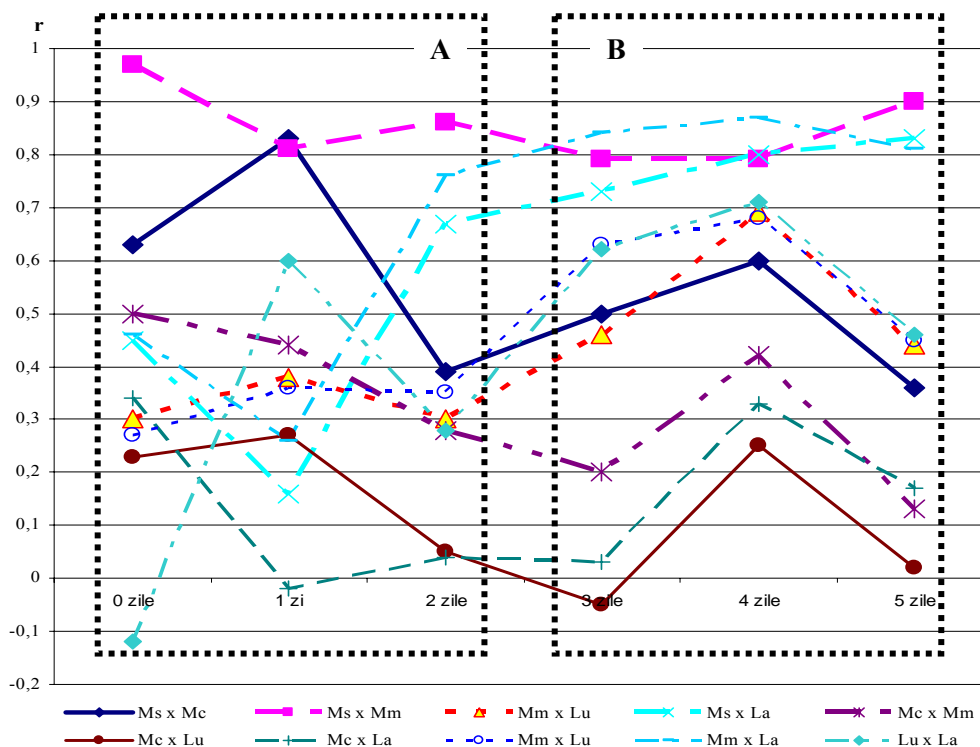 r
A B
1
0,9
0,8
0,7
0,6
0,5
0,4
0,3
0,2
0,1
0
-0,1
-0,2
0 zile 1 zi 2 zile 3 zile 4 zile 5 zile
Ms x Mc Ms x Mm Mm x Lu Ms x La Mc x Mm
Mc x Lu Mc x La Mm x Lu Mm x La Lu x La